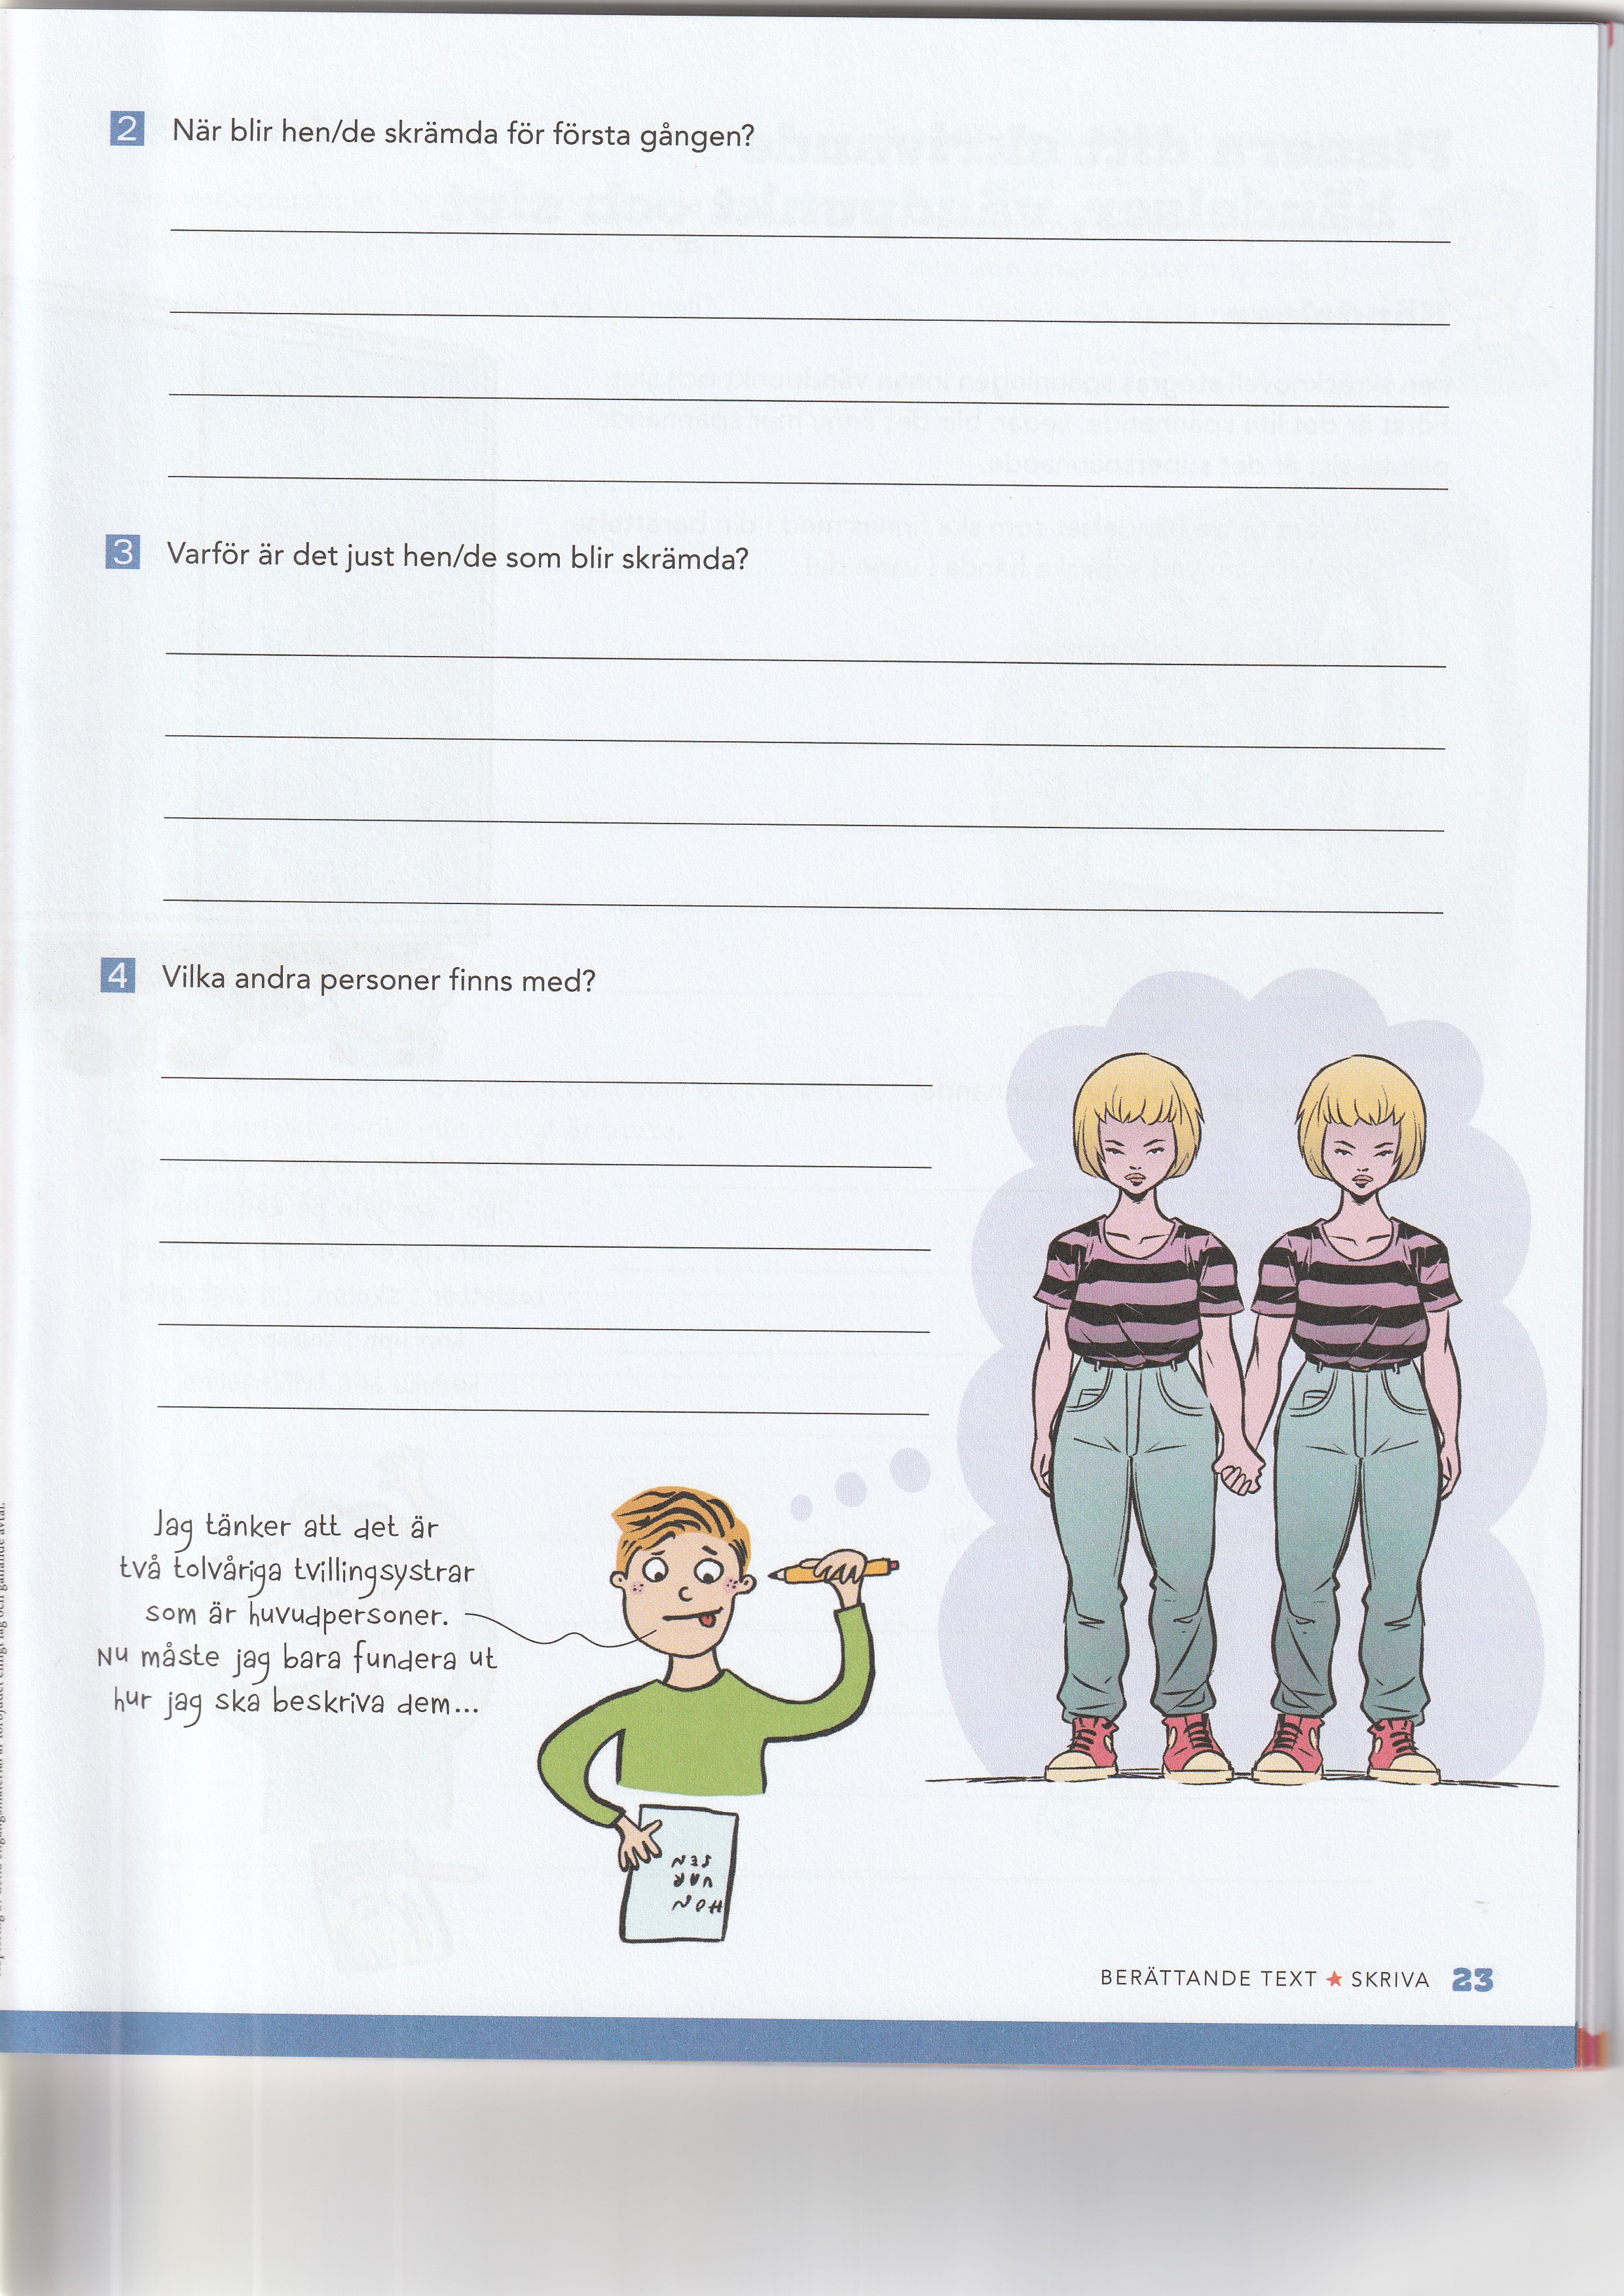 2 När blir hen/de skrämda för första gången?
3 Varför är det just hen/de som blir skrämda?
4 Vilka andra personer finns med?
Jag tänker att det är
två tolvåriga tvillingsystrar
som är huvudpersoner.
Nu måste jag bara fundera ut
hur jag ska beskriva dem...
HON
VAR
SEN
BERÄTTANDE TEXT ★ SKRIVA 23